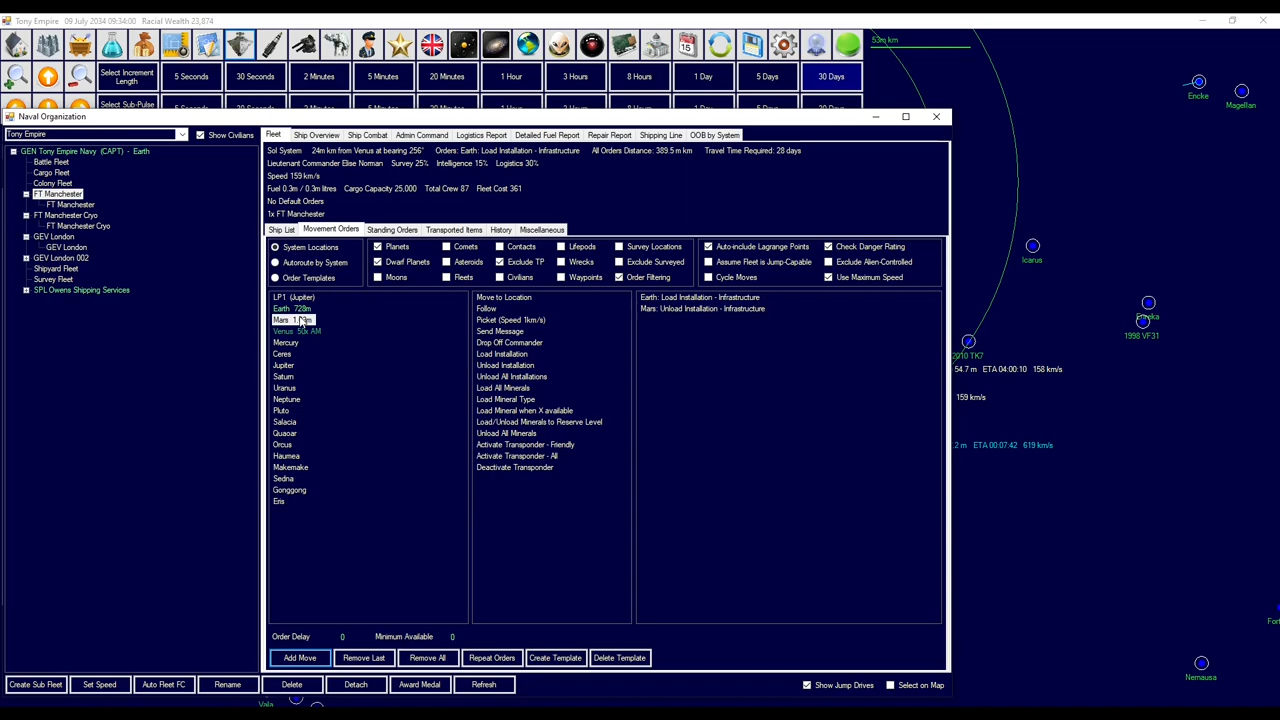 Tony Empire 09 July 2034 09:34:00 Racial Wealth 23,874
53m km
Select Increment Length
5 Seconds
30 Seconds
2 Minutes
5 Minutes
20 Minutes
1 Hour
3 Hours
8 Hours
1 Day
5 Days
30 Days
Select Sub-Pulse
Naval Organization
Tony Empire
Show Civilians
GEN Tony Empire Navy (CAPT) - Earth
Battle Fleet
Cargo Fleet
Colony Fleet
FT Manchester
FT Manchester
FT Manchester Cryo
FT Manchester Cryo
GEV London
GEV London
GEV London 002
Shipyard Fleet
Survey Fleet
SPL Owens Shipping Services
Fleet
Ship Overview
Ship Combat
Admin Command
Logistics Report
Detailed Fuel Report
Repair Report
Shipping Line
OOB by System
Sol System 24m km from Venus at bearing 256° Orders: Earth: Load Installation - Infrastructure All Orders Distance: 389.5 m km Travel Time Required: 28 days
Lieutenant Commander Elise Norman Survey 25% Intelligence 15% Logistics 30%
Speed 159 km/s
Fuel 0.3m / 0.3m litres Cargo Capacity 25,000 Total Crew 87 Fleet Cost 361
No Default Orders
1x FT Manchester
Ship List
Movement Orders
Standing Orders
Transported Items
History
Miscellaneous
System Locations
Autoroute by System
Order Templates
Planets
Comets
Contacts
Lifepods
Survey Locations
Dwarf Planets
Asteroids
Exclude TP
Wrecks
Exclude Surveyed
Moons
Fleets
Civilians
Waypoints
Order Filtering
Auto-include Lagrange Points
Check Danger Rating
Assume Fleet is Jump-Capable
Exclude Alien-Controlled
Cycle Moves
Use Maximum Speed
LP1 (Jupiter)
Earth 728m
Mars
Venus 50x AM
Mercury
Ceres
Jupiter
Saturn
Uranus
Neptune
Pluto
Salacia
Quaoar
Orcus
Haumea
Makemake
Sedna
Gonggong
Eris
Move to Location
Follow
Picket (Speed 1km/s)
Send Message
Drop Off Commander
Load Installation
Unload Installation
Unload All Installations
Load All Minerals
Load Mineral Type
Load Mineral when X available
Load/Unload Minerals to Reserve Level
Unload All Minerals
Activate Transponder - Friendly
Activate Transponder - All
Deactivate Transponder
Earth: Load Installation - Infrastructure
Mars: Unload Installation - Infrastructure
Order Delay 0 Minimum Available 0
Add Move
Remove Last
Remove All
Repeat Orders
Create Template
Delete Template
Create Sub Fleet
Set Speed
Auto Fleet FC
Rename
Delete
Detach
Award Medal
Refresh
Show Jump Drives
Select on Map
Encke
Magellan
Icarus
1998 VF31
2010 TK7
54.7 m ETA 04:00:10 158 km/s
159 km/s
.2 m ETA 00:07:42 619 km/s
Nemausa
Vala